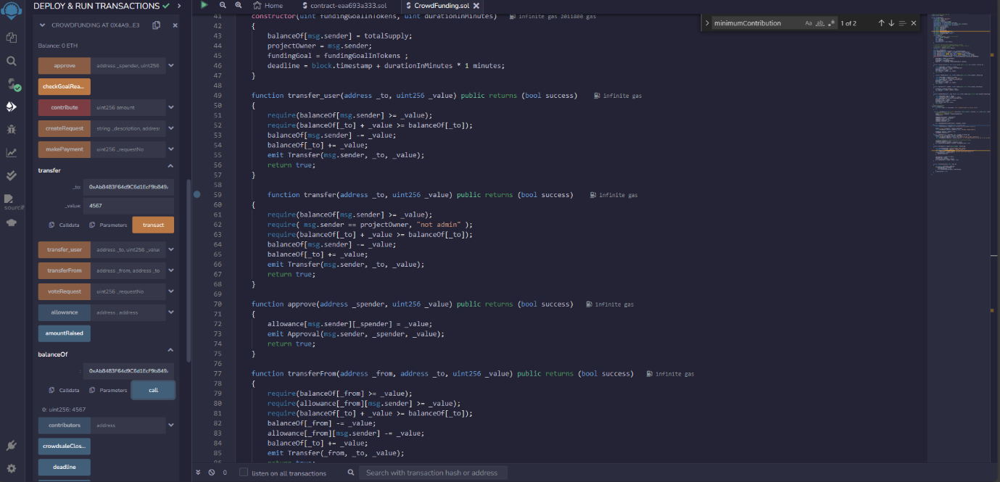 DEPLOY & RUN TRANSACTIONS
CROWDFUNDING AT 0X4A9...E3
Balance: 0 ETH
approve address _spender, uint256
checkGoalRea...
contribute uint256 amount
createRequest string _description, address
makePayment uint256 _requestNo
transfer
_to: 0xAb8483F64d9C6d1EcF9b849A
_value: 4567
Calldata Parameters transact
transfer_user address _to, uint256 _value
transferFrom address _from, address _to
voteRequest uint256 _requestNo
allowance address , address
amountRaised
balanceOf
: 0xAb8483F64d9C6d1EcF9b849A
Calldata Parameters call
0: uint256: 4567
contributors address
crowdsaleClos...
deadline
sourcif
Home contract-eaa693a333.sol CrowdFunding.sol
minimumContribution Aa ab 1 of 2
41 constructor(uint fundingGoalInTokens, uint durationInMinutes) infinite gas 2011800 gas
42 {
43 balanceOf[msg.sender] = totalSupply;
44 projectOwner = msg.sender;
45 fundingGoal = fundingGoalInTokens ;
46 deadline = block.timestamp + durationInMinutes * 1 minutes;
47 }
48
49 function transfer_user(address _to, uint256 _value) public returns (bool success) infinite gas
50 {
51 require(balanceOf[msg.sender] >= _value);
52 require(balanceOf[_to] + _value >= balanceOf[_to]);
53 balanceOf[msg.sender] -= _value;
54 balanceOf[_to] += _value;
55 emit Transfer(msg.sender, _to, _value);
56 return true;
57 }
58
59 function transfer(address _to, uint256 _value) public returns (bool success) infinite gas
60 {
61 require(balanceOf[msg.sender] >= _value);
62 require( msg.sender == projectOwner, "not admin" );
63 require(balanceOf[_to] + _value >= balanceOf[_to]);
64 balanceOf[msg.sender] -= _value;
65 balanceOf[_to] += _value;
66 emit Transfer(msg.sender, _to, _value);
67 return true;
68 }
69
70 function approve(address _spender, uint256 _value) public returns (bool success) infinite gas
71 {
72 allowance[msg.sender][_spender] = _value;
73 emit Approval(msg.sender, _spender, _value);
74 return true;
75 }
76
77 function transferFrom(address _from, address _to, uint256 _value) public returns (bool success) infinite gas
78 {
79 require(balanceOf[_from] >= _value);
80 require(allowance[_from][msg.sender] >= _value);
81 require(balanceOf[_to] + _value >= balanceOf[_to]);
82 balanceOf[_from] -= _value;
83 allowance[_from][msg.sender] -= _value;
84 balanceOf[_to] += _value;
85 emit Transfer(_from, _to, _value);
86 return true;
0 listen on all transactions Search with transaction hash or address